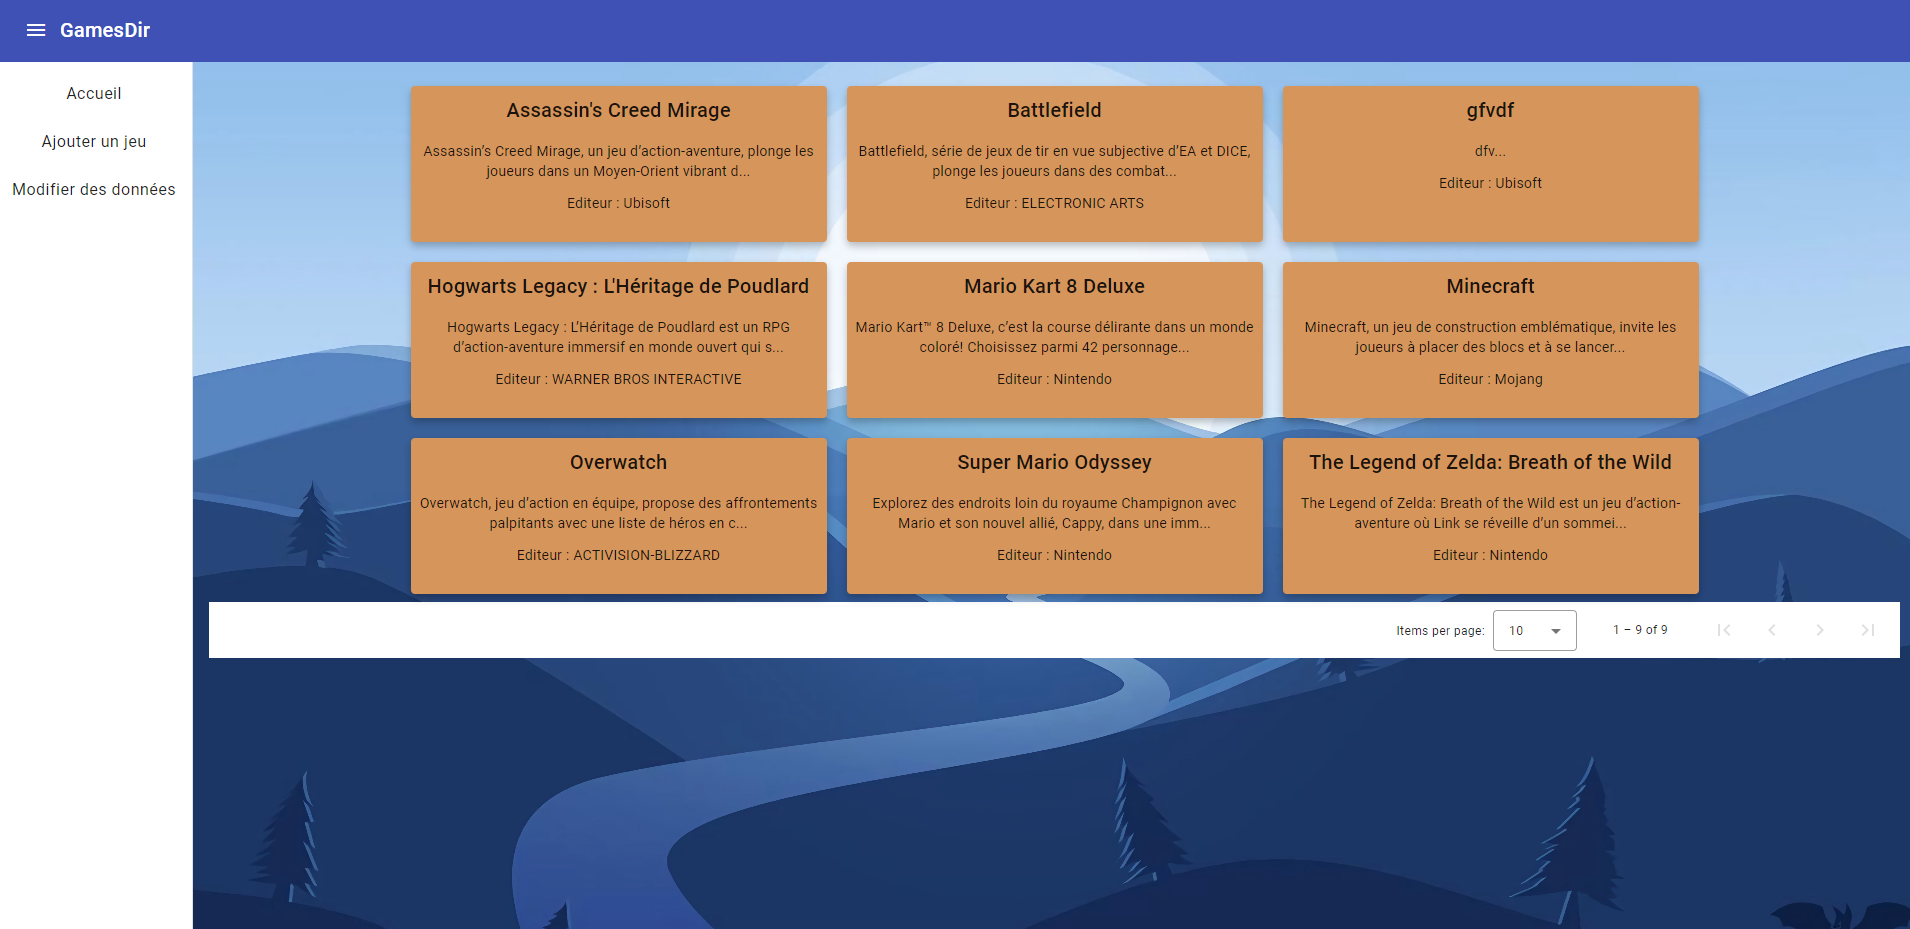 GamesDir
Accueil
Ajouter un jeu
Modifier des données
Assassin's Creed Mirage
Assassin’s Creed Mirage, un jeu d’action-aventure, plonge les
joueurs dans un Moyen-Orient vibrant d...
Editeur : Ubisoft
Battlefield
Battlefield, série de jeux de tir en vue subjective d’EA et DICE,
plonge les joueurs dans des combat...
Editeur : ELECTRONIC ARTS
gfvdf
dfv...
Editeur : Ubisoft
Hogwarts Legacy : L'Héritage de Poudlard
Hogwarts Legacy : L’Héritage de Poudlard est un RPG
d’action-aventure immersif en monde ouvert qui s...
Editeur : WARNER BROS INTERACTIVE
Mario Kart 8 Deluxe
Mario Kart™ 8 Deluxe, c’est la course délirante dans un monde
coloré! Choisissez parmi 42 personnage...
Editeur : Nintendo
Minecraft
Minecraft, un jeu de construction emblématique, invite les
joueurs à placer des blocs et à se lancer...
Editeur : Mojang
Overwatch
Overwatch, jeu d’action en équipe, propose des affrontements
palpitants avec une liste de héros en c...
Editeur : ACTIVISION-BLIZZARD
Super Mario Odyssey
Explorez des endroits loin du royaume Champignon avec
Mario et son nouvel allié, Cappy, dans une imm...
Editeur : Nintendo
The Legend of Zelda: Breath of the Wild
The Legend of Zelda: Breath of the Wild est un jeu d’action-
aventure où Link se réveille d’un sommei...
Editeur : Nintendo
Items per page: 10 1 – 9 of 9